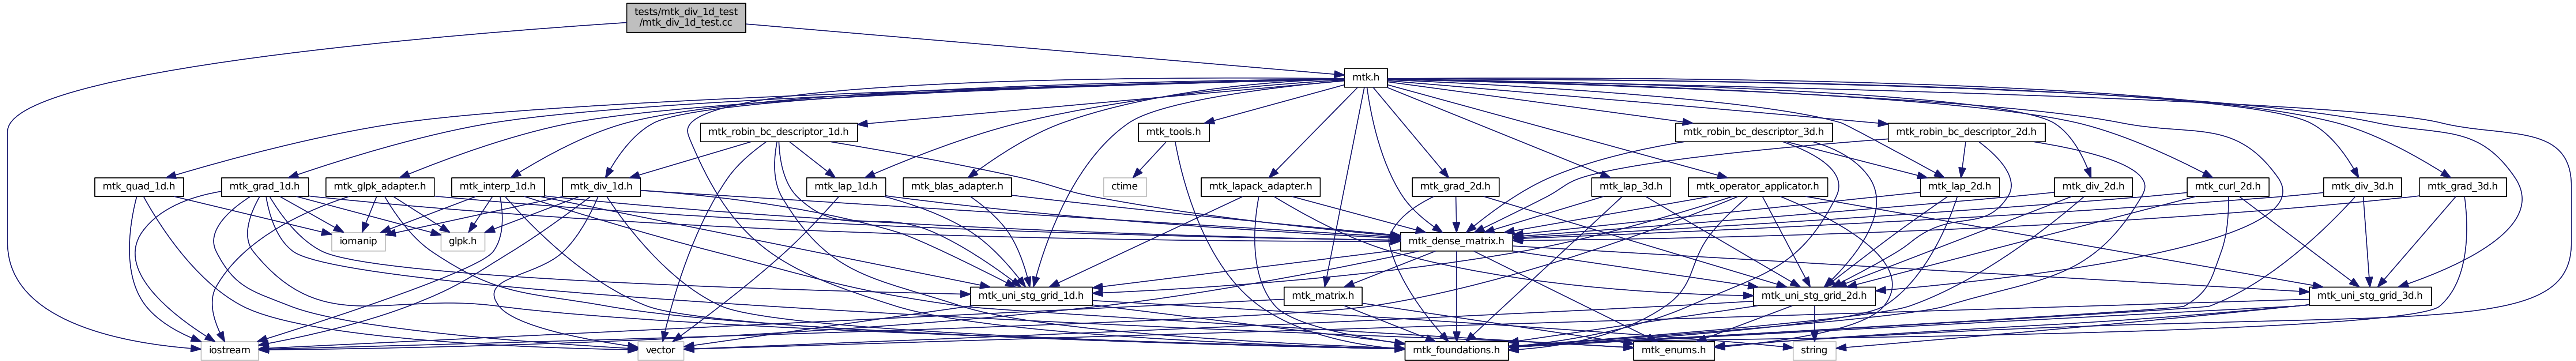 tests/mtk_div_1d_test
/mtk_div_1d_test.cc
mtk.h
mtk_robin_bc_descriptor_1d.h
mtk_tools.h
mtk_robin_bc_descriptor_3d.h
mtk_robin_bc_descriptor_2d.h
mtk_quad_1d.h
mtk_grad_1d.h
mtk_glpk_adapter.h
mtk_interp_1d.h
mtk_div_1d.h
mtk_lap_1d.h
mtk_blas_adapter.h
ctime
mtk_lapack_adapter.h
mtk_grad_2d.h
mtk_lap_3d.h
mtk_operator_applicator.h
mtk_lap_2d.h
mtk_div_2d.h
mtk_curl_2d.h
mtk_div_3d.h
mtk_grad_3d.h
iomanip
glpk.h
mtk_dense_matrix.h
mtk_uni_stg_grid_1d.h
mtk_matrix.h
mtk_uni_stg_grid_2d.h
mtk_uni_stg_grid_3d.h
iostream
vector
mtk_foundations.h
mtk_enums.h
string